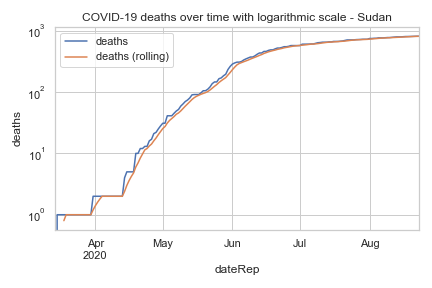 COVID-19 deaths over time with logarithmic scale - Sudan
10³
deaths
deaths (rolling)
10²
deaths
10¹
10⁰
Apr May Jun Jul Aug
2020
dateRep